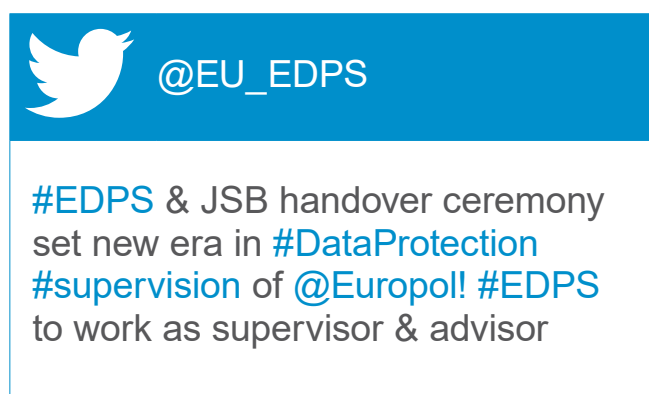 @EU_EDPS
#EDPS & JSB handover ceremony
set new era in #DataProtection
#supervision of @Europol! #EDPS
to work as supervisor & advisor